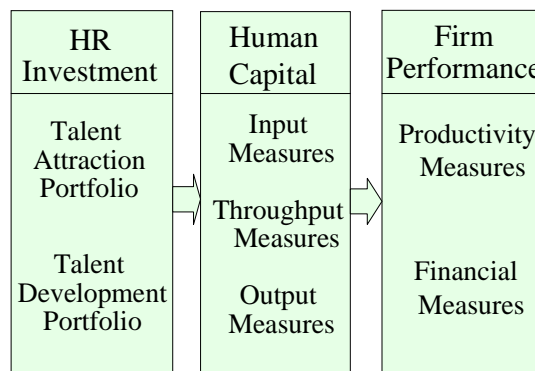 HR
Investment
Talent
Attraction
Portfolio
Talent
Development
Portfolio
Human
Capital
Input
Measures
Throughput
Measures
Output
Measures
Firm
Performance
Productivity
Measures
Financial
Measures